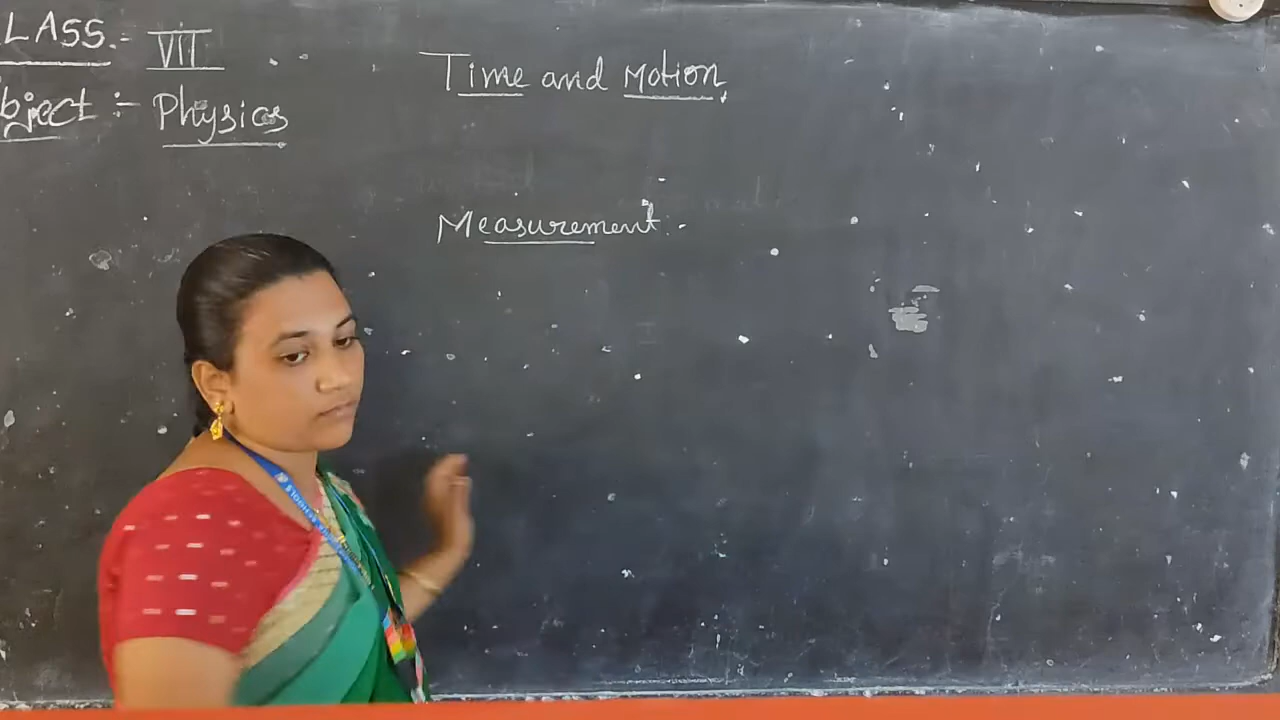 LASS:- VII
bject :- Physics
Time and Motion,
Measurement.-